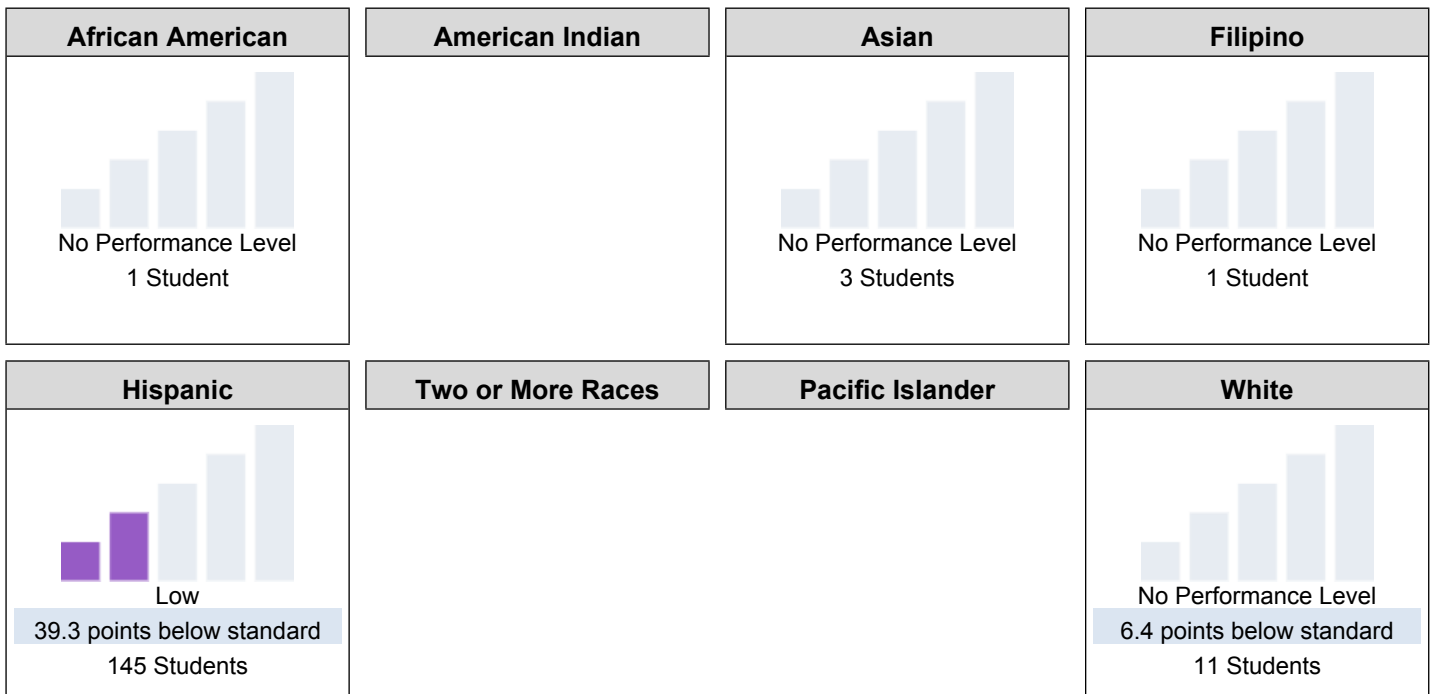 African American
No Performance Level
1 Student
American Indian
Asian
No Performance Level
3 Students
Filipino
No Performance Level
1 Student
Hispanic
Low
39.3 points below standard
145 Students
Two or More Races
Pacific Islander
White
No Performance Level
6.4 points below standard
11 Students